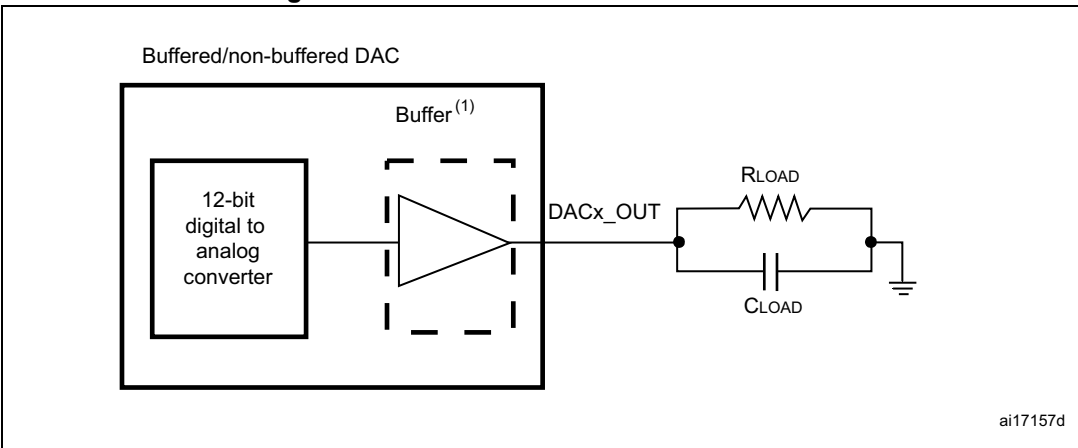 Buffered/non-buffered DAC
Buffer (1)
12-bit
digital to
analog
converter
DACx_OUT
RLOAD
CLOAD
ai17157d